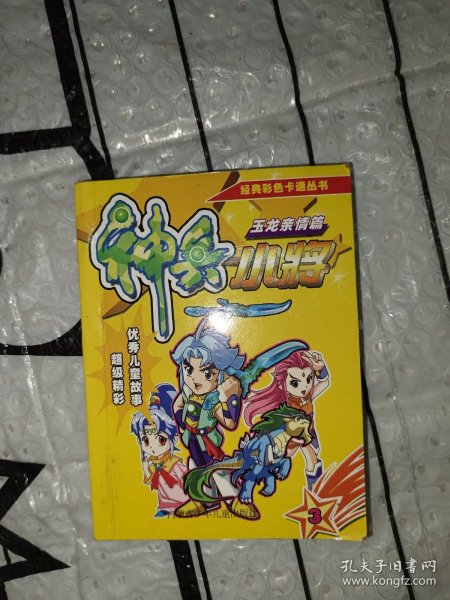 经典彩色卡通丛书
玉龙亲情篇
神兵
小將
优秀儿童故事
超级精彩
3
孔夫子旧书网
www.kongfz.com